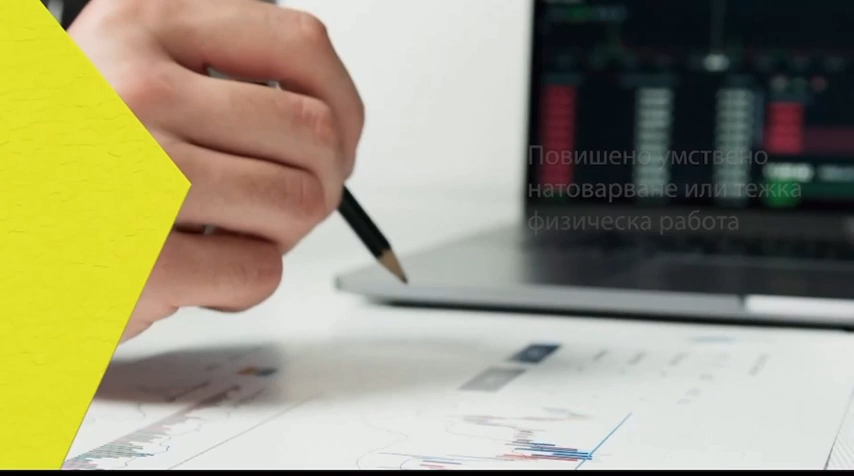 Повишено умствено
натоварване или тежка
физическа работа